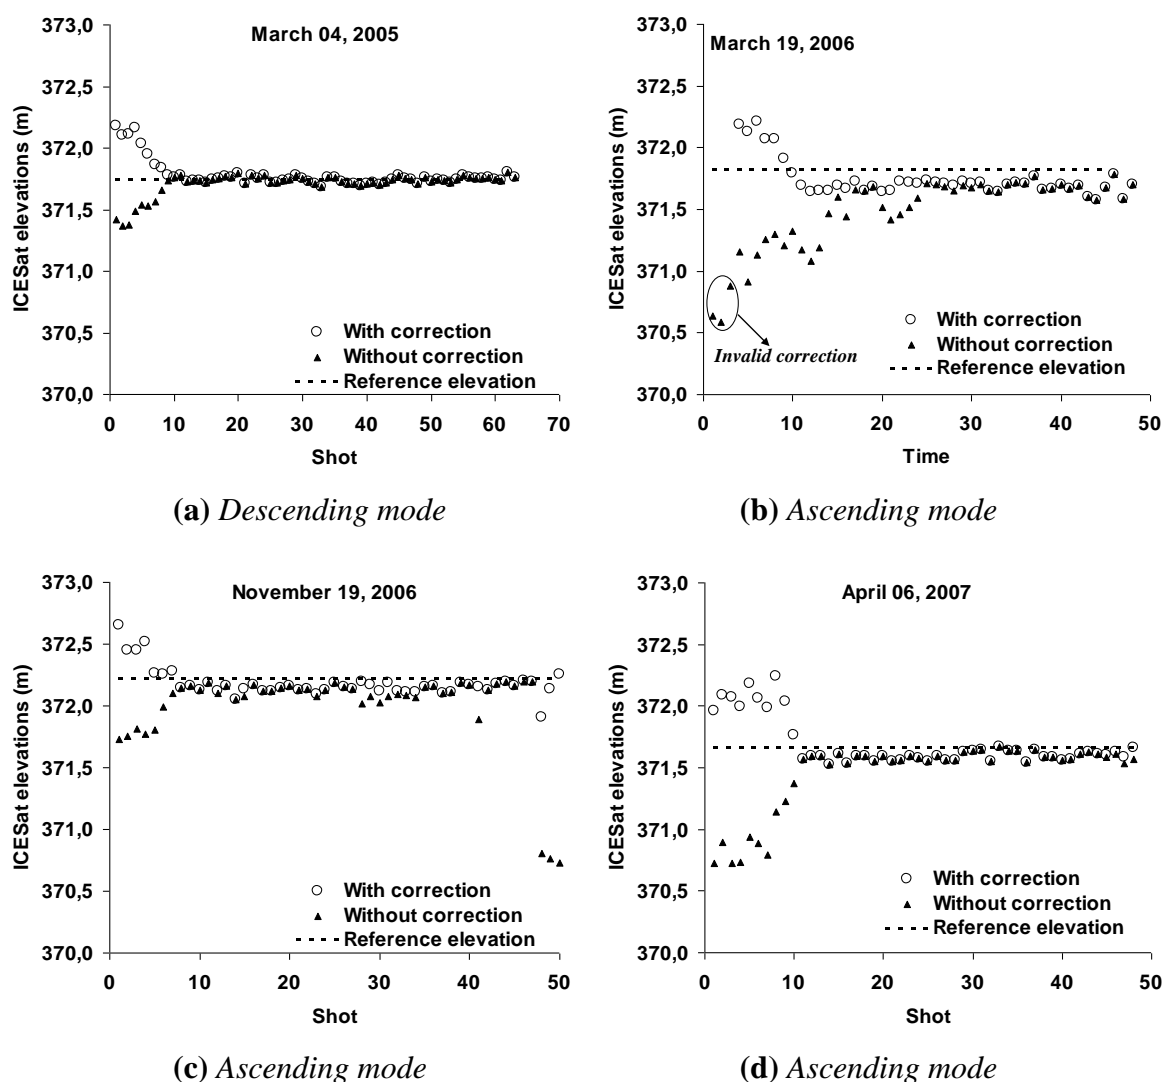 373,0
372,5
372,0
371,5
371,0
370,5
370,0
ICESat elevations (m)
March 04, 2005
With correction
Without correction
Reference elevation
0 10 20 30 40 50 60 70
Shot
(a) Descending mode
373,0
372,5
372,0
371,5
371,0
370,5
370,0
ICESat elevations (m)
March 19, 2006
With correction
Without correction
Invalid correction
Reference elevation
0 10 20 30 40 50
Time
(b) Ascending mode
373,0
372,5
372,0
371,5
371,0
370,5
370,0
ICESat elevations (m)
November 19, 2006
With correction
Without correction
Reference elevation
0 10 20 30 40 50
Shot
(c) Ascending mode
373,0
372,5
372,0
371,5
371,0
370,5
370,0
ICESat elevations (m)
April 06, 2007
With correction
Without correction
Reference elevation
0 10 20 30 40 50
Shot
(d) Ascending mode